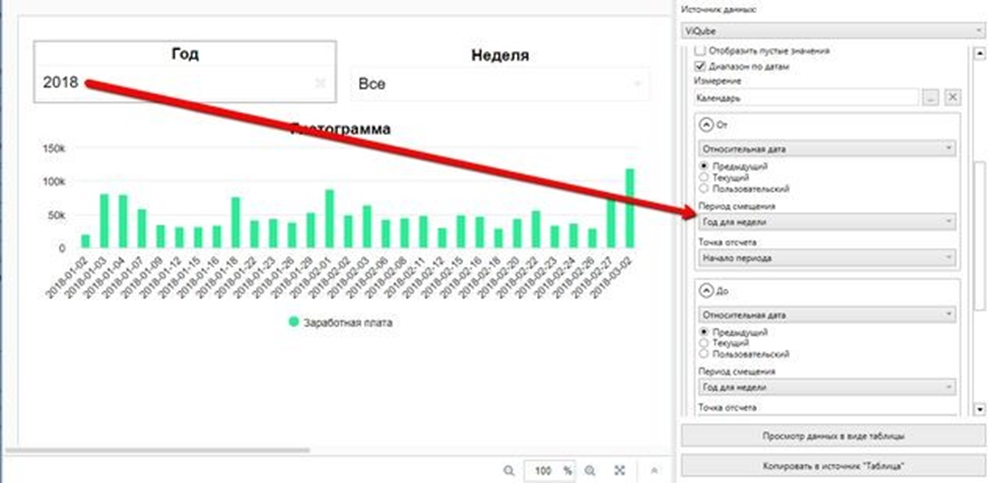 Год
2018
Неделя
Все
Гистограмма
150k
100k
50k
0
2018-01-02
2018-01-03
2018-01-04
2018-01-07
2018-01-09
2018-01-12
2018-01-15
2018-01-16
2018-01-18
2018-01-22
2018-01-23
2018-01-26
2018-01-29
2018-02-01
2018-02-02
2018-02-03
2018-02-06
2018-02-08
2018-02-11
2018-02-12
2018-02-15
2018-02-16
2018-02-18
2018-02-20
2018-02-22
2018-02-23
2018-02-24
2018-02-26
2018-02-27
2018-03-02
Заработная плата
100 %
Источник данных:
ViQube
Отобразить пустые значения
Диапазон по датам
Измерение
Календарь
...
От
Относительная дата
Предыдущий
Текущий
Пользовательский
Период смещения
Год для недели
Точка отсчета
Начало периода
До
Относительная дата
Предыдущий
Текущий
Пользовательский
Период смещения
Год для недели
Точка отсчета
Просмотр данных в виде таблицы
Копировать в источник "Таблица"